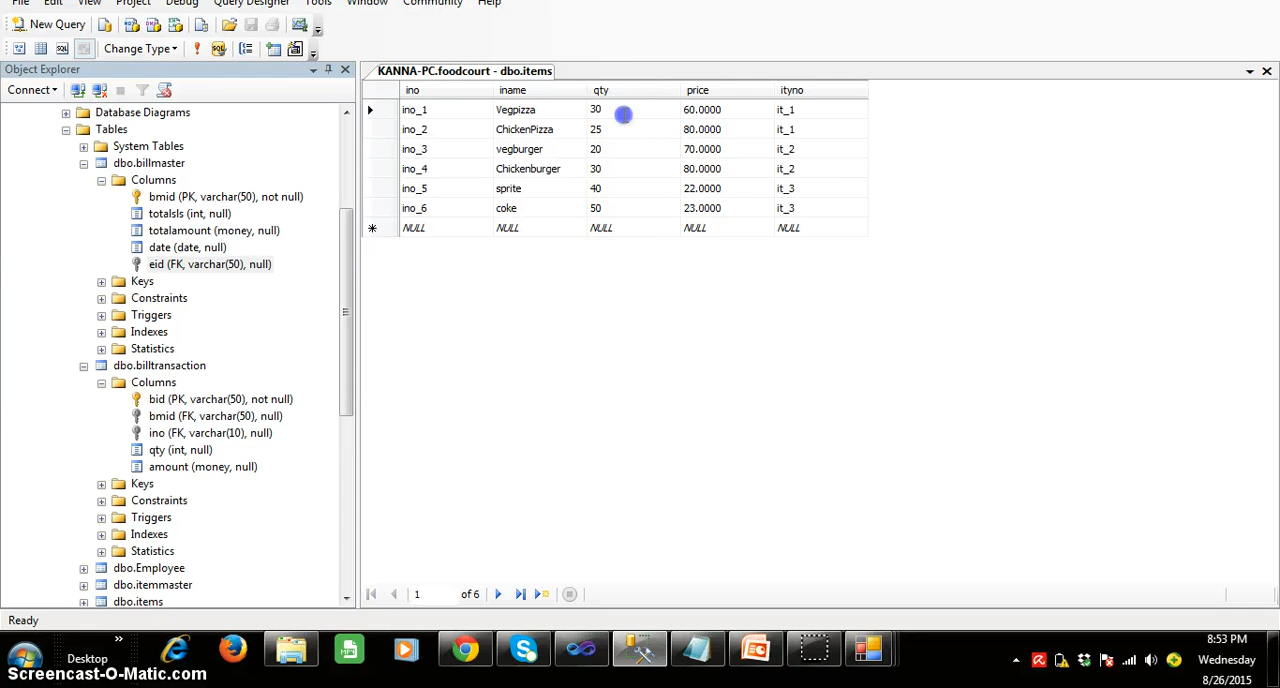 File Edit View Project Debug Query Designer Tools Window Community Help
New Query
Change Type
Object Explorer
KANNA-PC.foodcourt - dbo.items
Connect
Database Diagrams
Tables
System Tables
dbo.billmaster
Columns
bmid (PK, varchar(50), not null)
totalsls (int, null)
totalamount (money, null)
date (date, null)
eid (FK, varchar(50), null)
Keys
Constraints
Triggers
Indexes
Statistics
dbo.billtransaction
Columns
bid (PK, varchar(50), not null)
bmid (FK, varchar(50), null)
ino (FK, varchar(10), null)
qty (int, null)
amount (money, null)
Keys
Constraints
Triggers
Indexes
Statistics
dbo.Employee
dbo.itemmaster
dbo.items
ino iname qty price ityno
ino_1 Vegpizza 30 60.0000 it_1
ino_2 ChickenPizza 25 80.0000 it_1
ino_3 vegburger 20 70.0000 it_2
ino_4 Chickenburger 30 80.0000 it_2
ino_5 sprite 40 22.0000 it_3
ino_6 coke 50 23.0000 it_3
NULL NULL NULL NULL NULL
1 of 6
Ready
Desktop
8:53 PM
Wednesday
8/26/2015
Screencast-O-Matic.com